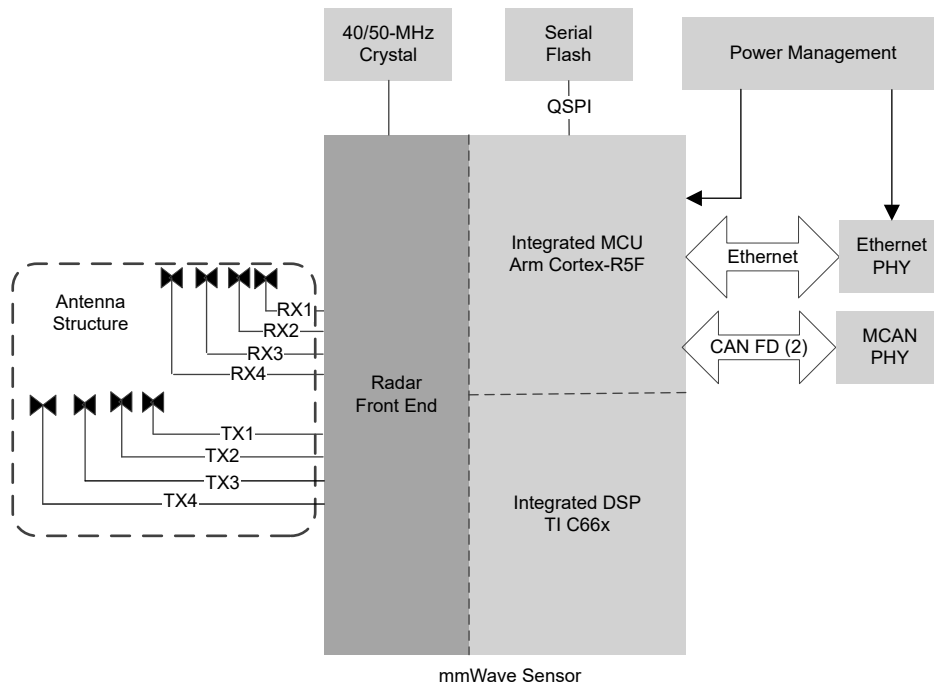 40/50-MHz
Crystal
Serial
Flash
Power Management
QSPI
Integrated MCU
Arm Cortex-R5F
Ethernet
Ethernet
PHY
Antenna
Structure
RX1
RX2
RX3
RX4
CAN FD (2)
MCAN
PHY
Radar
Front End
TX1
TX2
TX3
TX4
Integrated DSP
TI C66x
mmWave Sensor